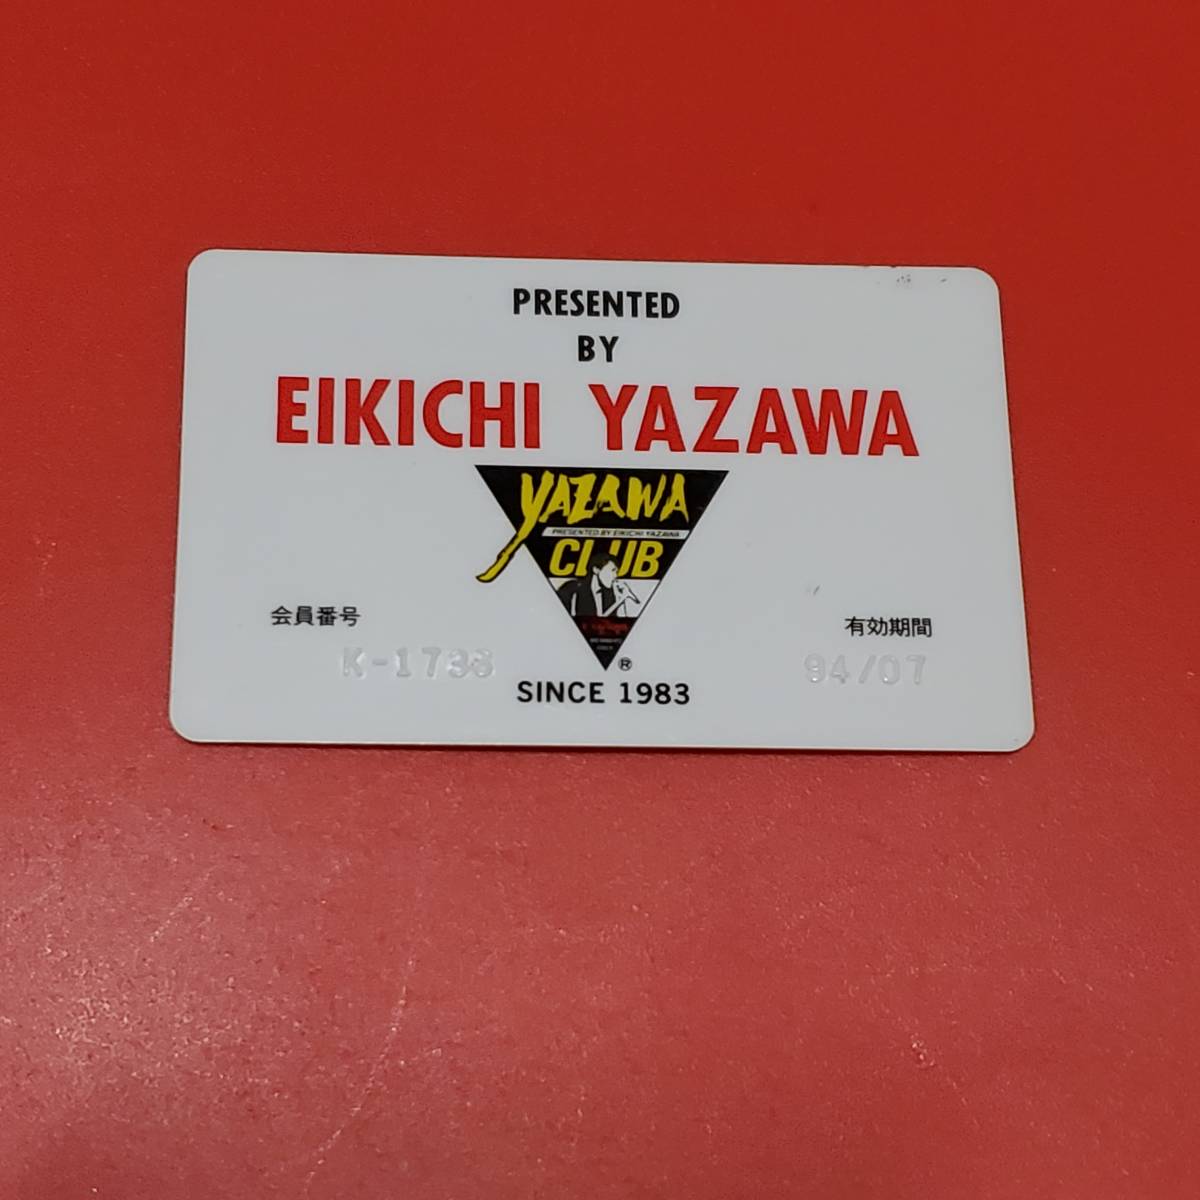 PRESENTED
BY
EIKICHI YAZAWA
YAZAWA
PRESENTED BY EIKICHI YAZAWA
CLUB
会員番号
有効期間
94/07
®
SINCE 1983